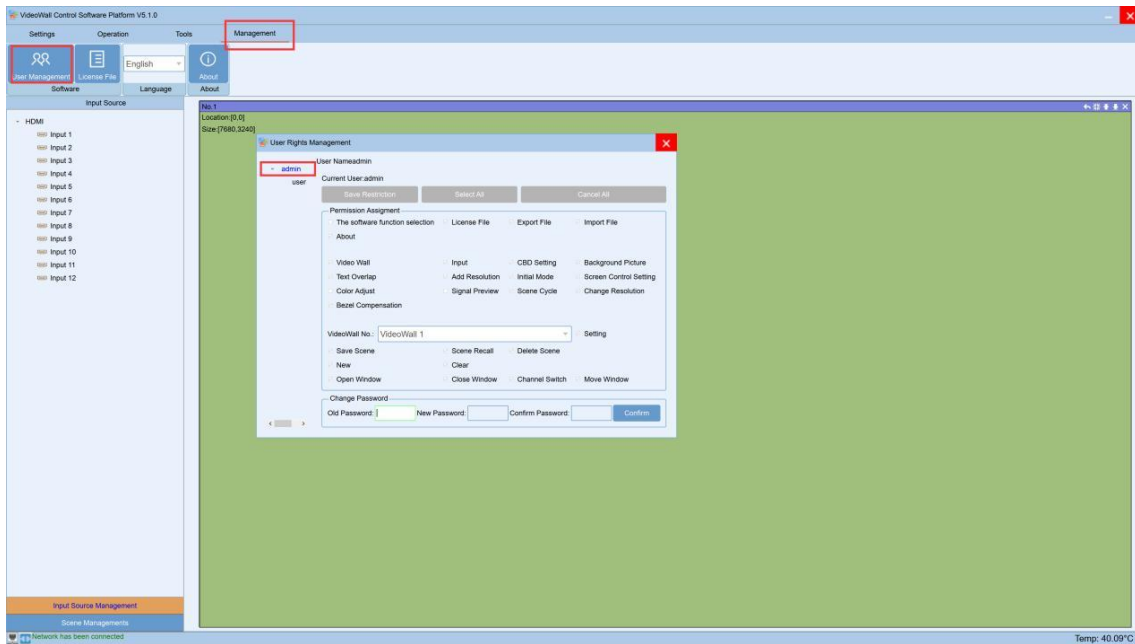 VideoWall Control Software Platform V5.1.0
Settings Operation Tools Management
User Management License File English About
Software Language About
Input Source
HDMI
Input 1
Input 2
Input 3
Input 4
Input 5
Input 6
Input 7
Input 8
Input 9
Input 10
Input 11
Input 12
No.1
Location:[0,0]
Size:[7680,3240]
User Rights Management
admin
user
User Nameadmin
Current User:admin
Save Restriction Select All Cancel All
Permission Assigment
The software function selection License File Export File Import File
About
Video Wall Input CBD Setting Background Picture
Text Overlap Add Resolution Initial Mode Screen Control Setting
Color Adjust Signal Preview Scene Cycle Change Resolution
Bezel Compensation
VideoWall No.: VideoWall 1 Setting
Save Scene Scene Recall Delete Scene
New Clear
Open Window Close Window Channel Switch Move Window
Change Password
Old Password: New Password: Confirm Password: Confirm
Input Source Management
Scene Managements
Network has been connected Temp: 40.09°C